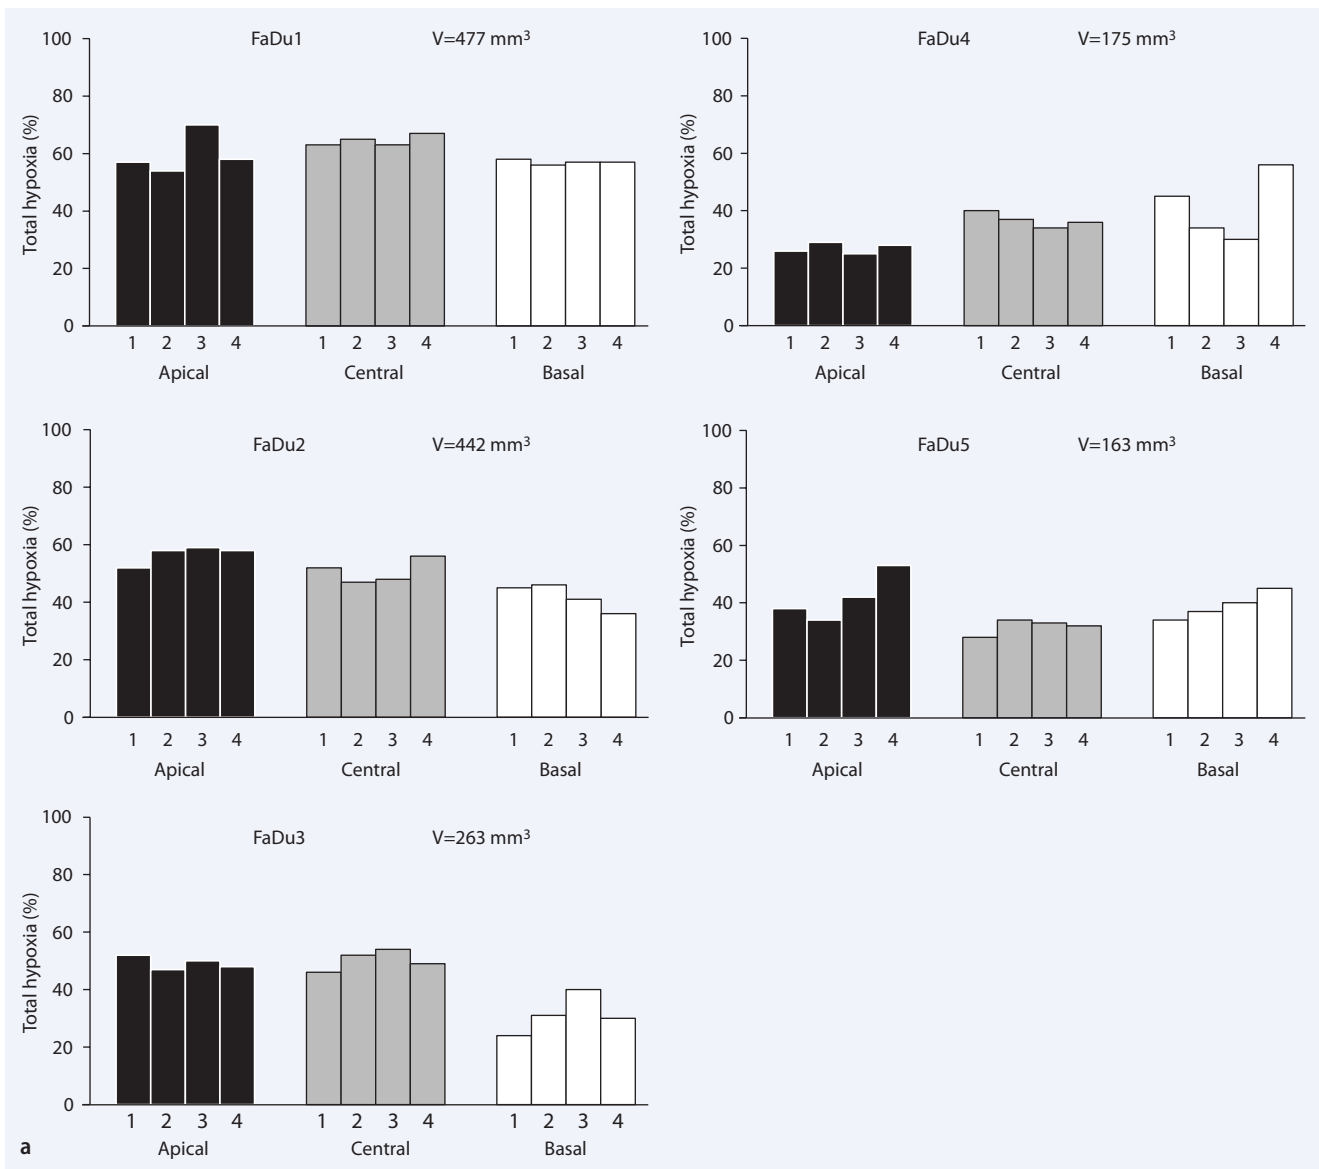 FaDu1 V=477 mm³
Total hypoxia (%)
100
80
60
40
20
0
1 2 3 4 1 2 3 4 1 2 3 4
Apical Central Basal
FaDu4 V=175 mm³
Total hypoxia (%)
100
80
60
40
20
0
1 2 3 4 1 2 3 4 1 2 3 4
Apical Central Basal
FaDu2 V=442 mm³
Total hypoxia (%)
100
80
60
40
20
0
1 2 3 4 1 2 3 4 1 2 3 4
Apical Central Basal
FaDu5 V=163 mm³
Total hypoxia (%)
100
80
60
40
20
0
1 2 3 4 1 2 3 4 1 2 3 4
Apical Central Basal
FaDu3 V=263 mm³
Total hypoxia (%)
100
80
60
40
20
0
1 2 3 4 1 2 3 4 1 2 3 4
Apical Central Basal
a